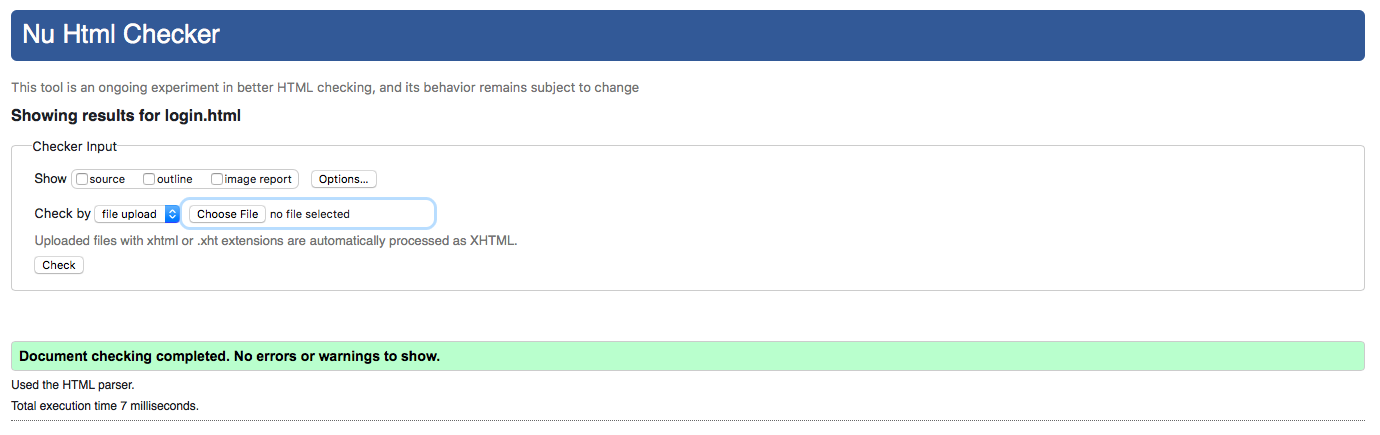 Nu Html Checker
This tool is an ongoing experiment in better HTML checking, and its behavior remains subject to change
Showing results for login.html
Checker Input
Show source outline image report Options...
Check by file upload Choose File no file selected
Uploaded files with xhtml or .xht extensions are automatically processed as XHTML.
Check
Document checking completed. No errors or warnings to show.
Used the HTML parser.
Total execution time 7 milliseconds.